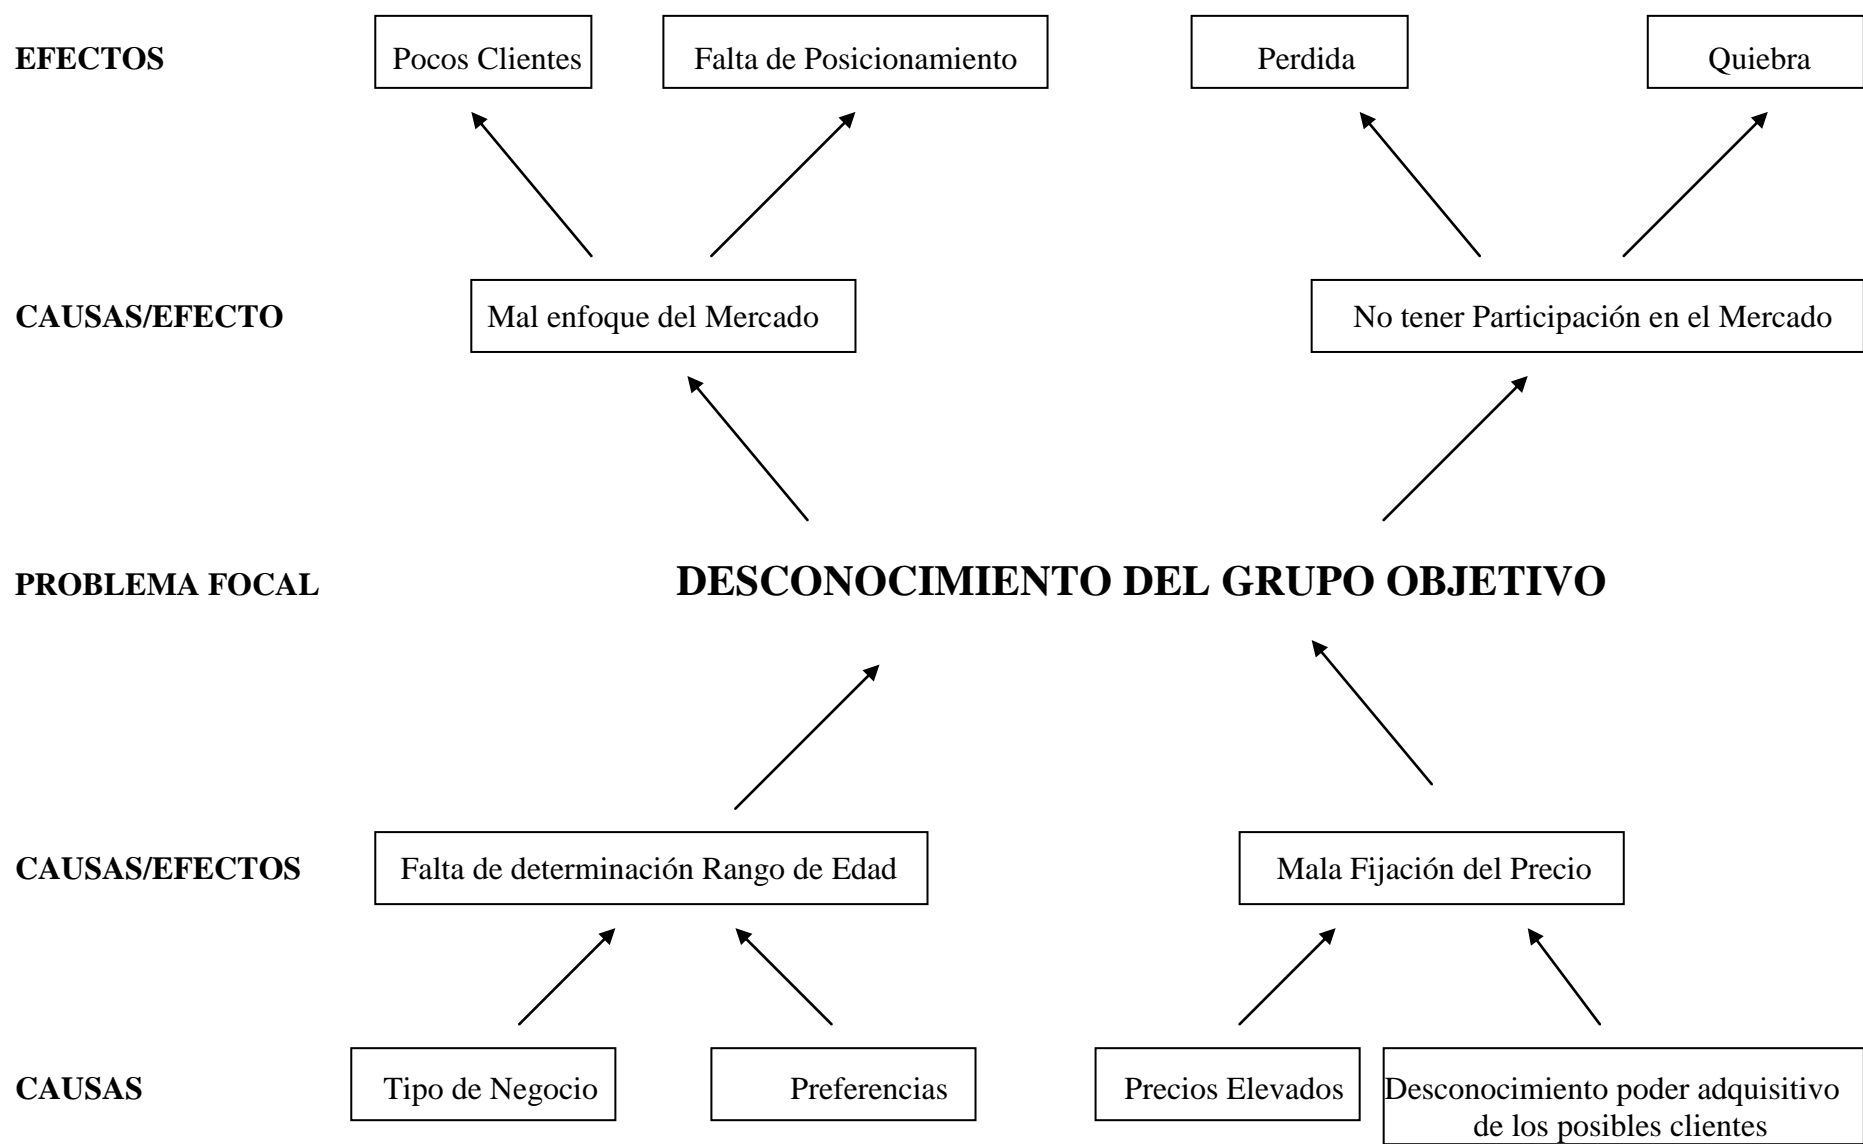 EFECTOS
Pocos Clientes
Falta de Posicionamiento
Perdida
Quiebra
CAUSAS/EFECTO
Mal enfoque del Mercado
No tener Participación en el Mercado
PROBLEMA FOCAL
DESCONOCIMIENTO DEL GRUPO OBJETIVO
CAUSAS/EFECTOS
Falta de determinación Rango de Edad
Mala Fijación del Precio
CAUSAS
Tipo de Negocio
Preferencias
Precios Elevados
Desconocimiento poder adquisitivo
de los posibles clientes